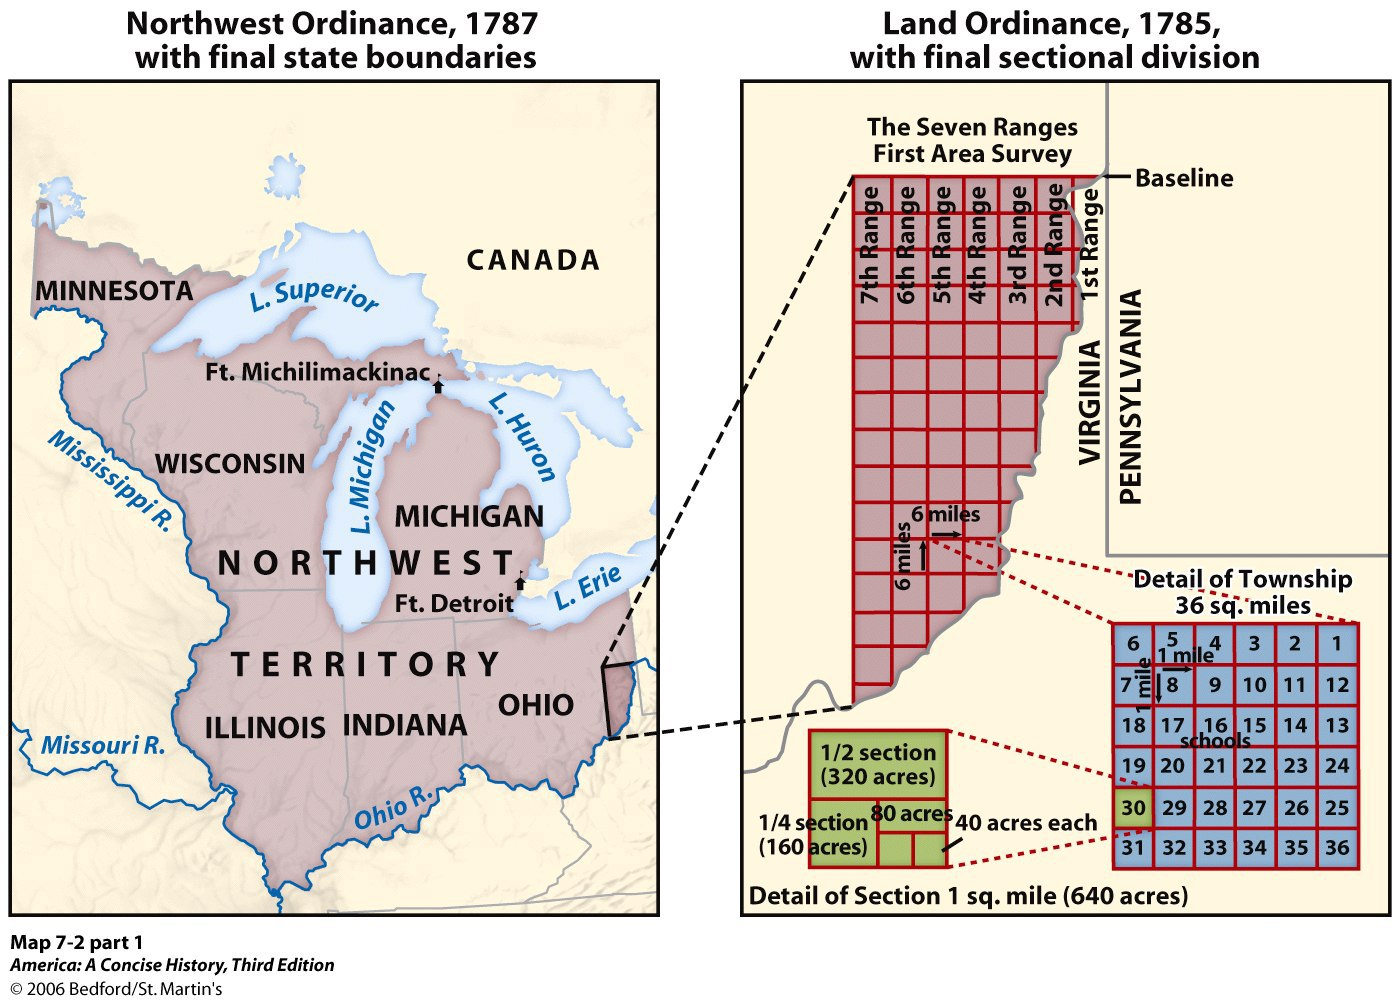 Northwest Ordinance, 1787
with final state boundaries
CANADA
MINNESOTA
L. Superior
Ft. Michilimackinac
L. Huron
L. Michigan
Mississippi R.
WISCONSIN
MICHIGAN
NORTHWEST
Ft. Detroit
L. Erie
TERRITORY
OHIO
ILLINOIS
INDIANA
Missouri R.
Ohio R.
Land Ordinance, 1785,
with final sectional division
The Seven Ranges
First Area Survey
Baseline
7th Range
6th Range
5th Range
4th Range
3rd Range
2nd Range
1st Range
VIRGINIA
PENNSYLVANIA
6 miles
6 miles
Detail of Township
36 sq. miles
6 5 4 3 2 1
1 mile
1 mile
7 8 9 10 11 12
18 17 16 15 14 13
schools
19 20 21 22 23 24
30 29 28 27 26 25
31 32 33 34 35 36
1/2 section
(320 acres)
80 acres
1/4 section
(160 acres)
40 acres each
Detail of Section 1 sq. mile (640 acres)
Map 7-2 part 1
America: A Concise History, Third Edition
© 2006 Bedford/St. Martin's